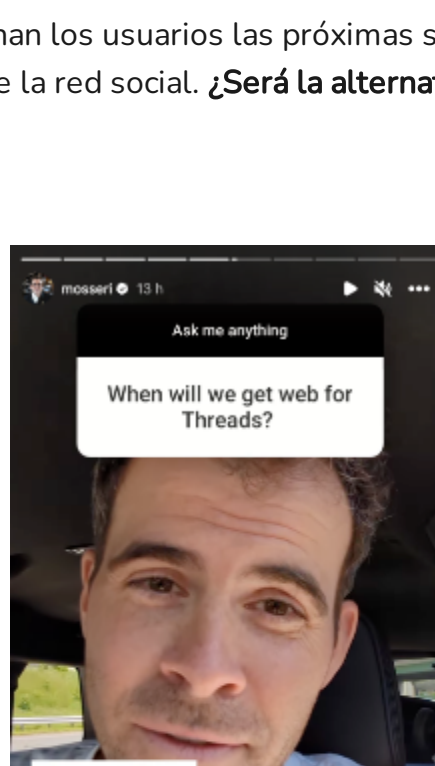 nan los usuarios las próximas s
e la red social. ¿Será la alterna
mosseri 13 h
Ask me anything
When will we get web for
Threads?